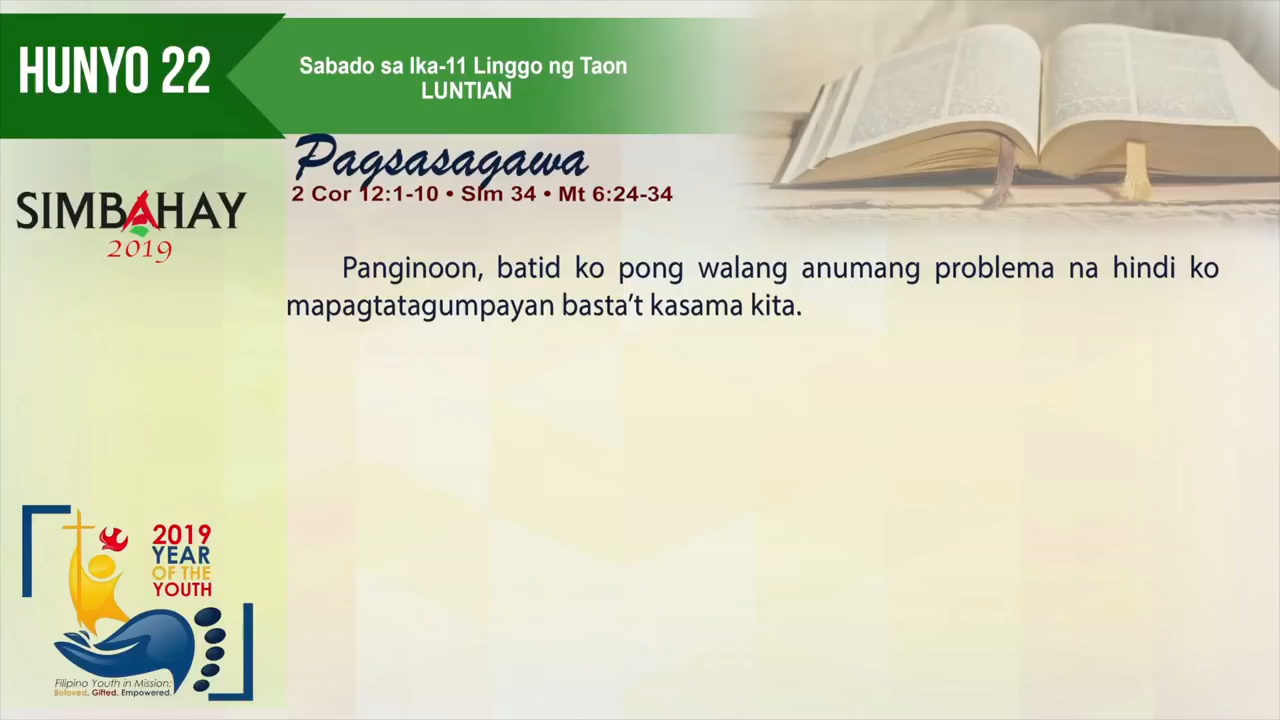 HUNYO 22
Sabado sa Ika-11 Linggo ng Taon
LUNTIAN
Pagsasagawa
2 Cor 12:1-10 • Slm 34 • Mt 6:24-34
SIMBAHAY
2019
Panginoon, batid ko pong walang anumang problema na hindi ko
mapagtatagumpayan basta't kasama kita.
2019
YEAR
OF THE
YOUTH
Filipino Youth in Mission:
Beloved. Gifted. Empowered.